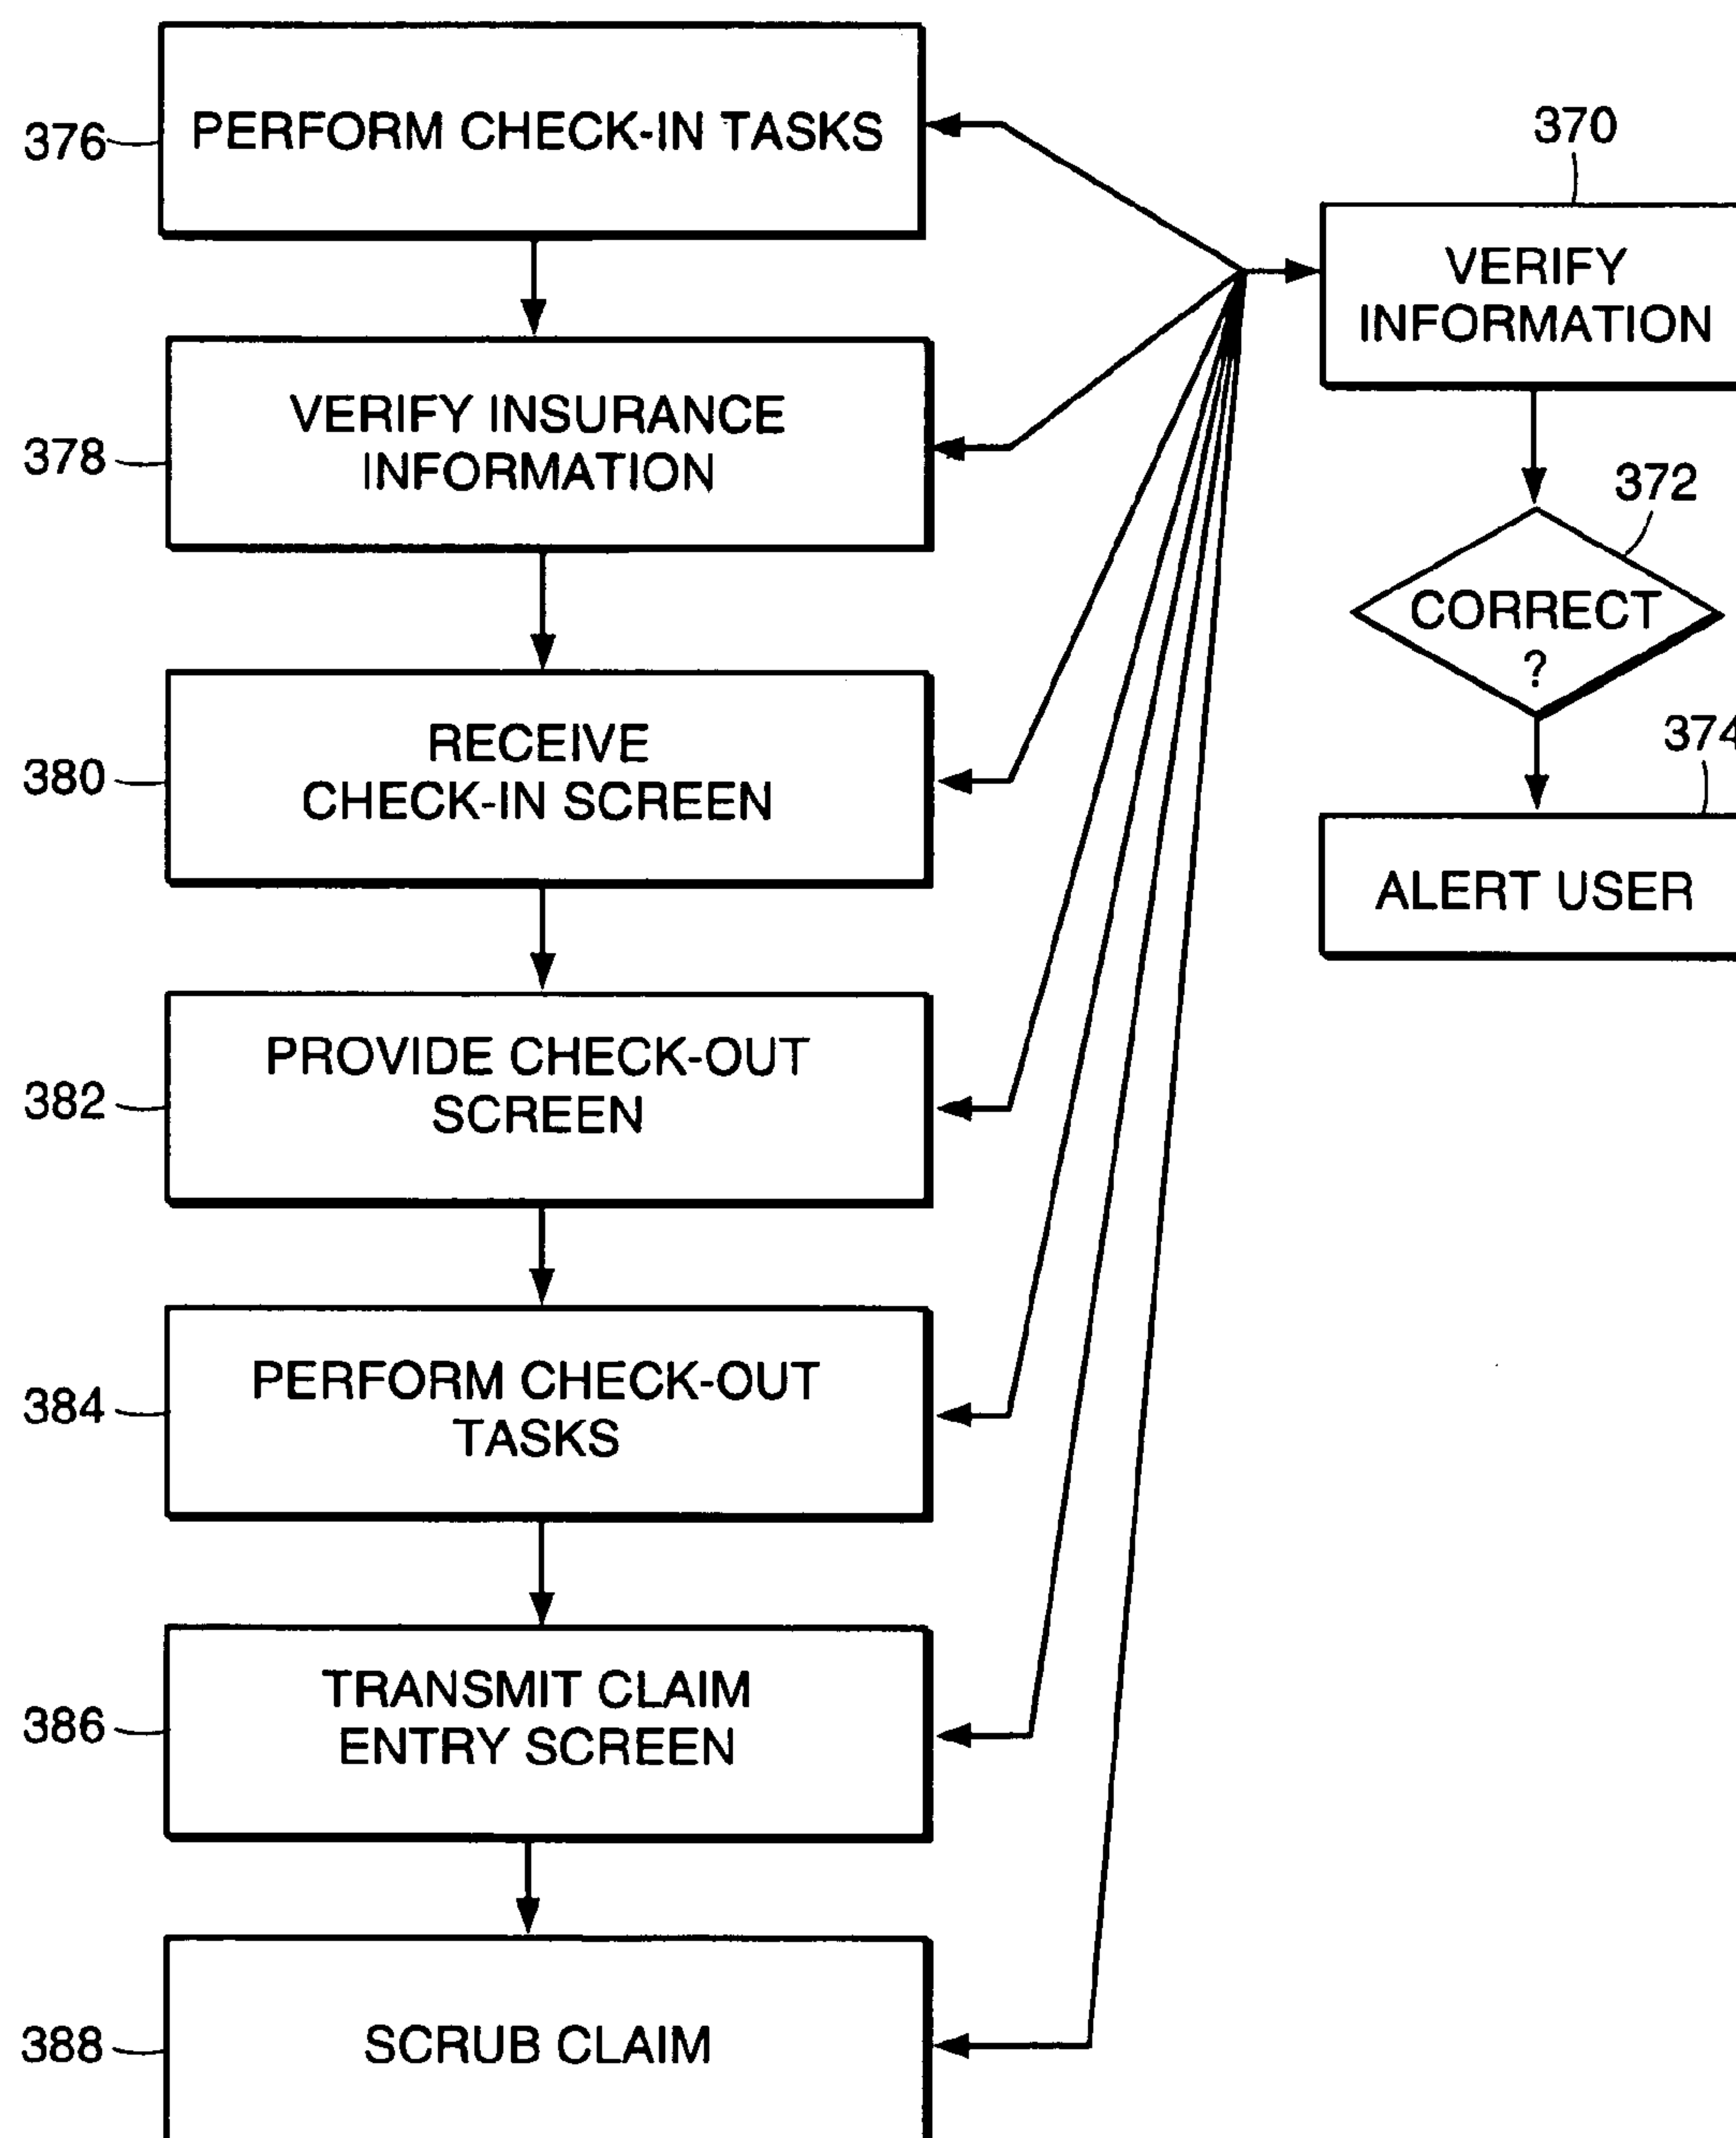 376
PERFORM CHECK-IN TASKS
378
VERIFY INSURANCE
INFORMATION
380
RECEIVE
CHECK-IN SCREEN
382
PROVIDE CHECK-OUT
SCREEN
384
PERFORM CHECK-OUT
TASKS
386
TRANSMIT CLAIM
ENTRY SCREEN
388
SCRUB CLAIM
370
VERIFY
INFORMATION
372
CORRECT
?
374
ALERT USER